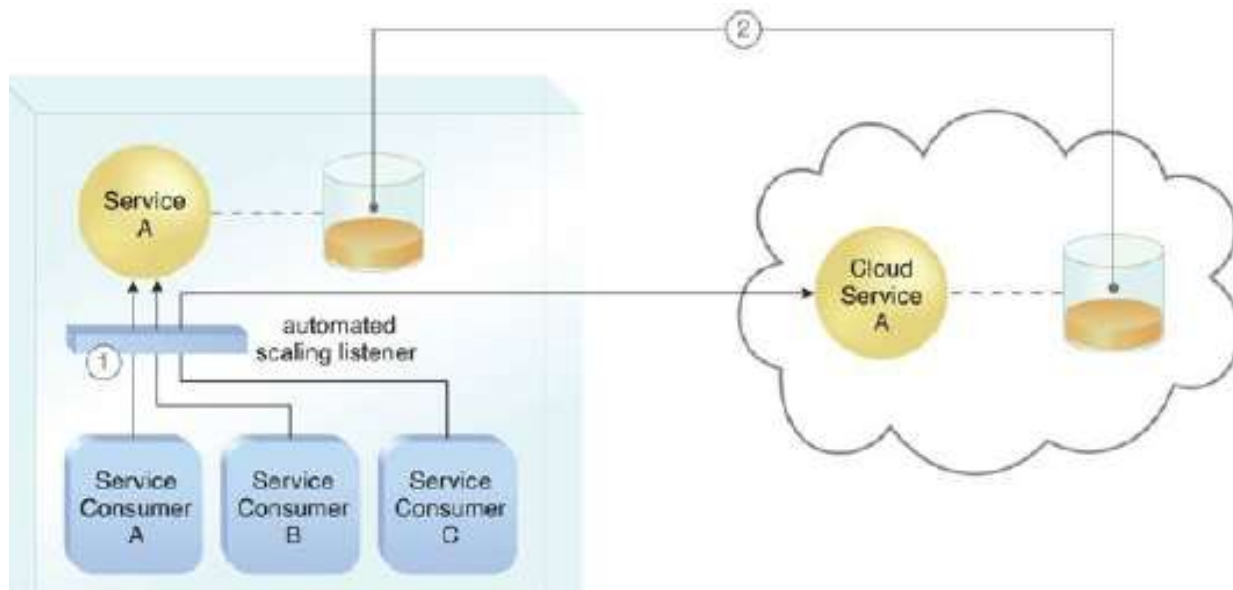 2
Service
A
Cloud
Service
A
automated
scaling listener
1
Service
Consumer
A
Service
Consumer
B
Service
Consumer
C